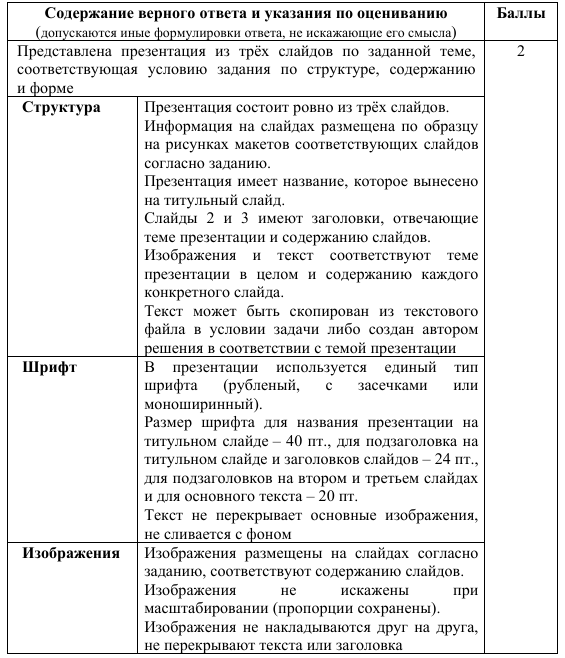 Содержание верного ответа и указания по оцениванию
(допускаются иные формулировки ответа, не искажающие его смысла)
Баллы
Представлена презентация из трёх слайдов по заданной теме,
соответствующая условию задания по структуре, содержанию
и форме
2
Структура
Презентация состоит ровно из трёх слайдов.
Информация на слайдах размещена по образцу
на рисунках макетов соответствующих слайдов
согласно заданию.
Презентация имеет название, которое вынесено
на титульный слайд.
Слайды 2 и 3 имеют заголовки, отвечающие
теме презентации и содержанию слайдов.
Изображения и текст соответствуют теме
презентации в целом и содержанию каждого
конкретного слайда.
Текст может быть скопирован из текстового
файла в условии задачи либо создан автором
решения в соответствии с темой презентации
Шрифт
В презентации используется единый тип
шрифта (рубленый, с засечками или
моноширинный).
Размер шрифта для названия презентации на
титульном слайде – 40 пт., для подзаголовка на
титульном слайде и заголовков слайдов – 24 пт.,
для подзаголовков на втором и третьем слайдах
и для основного текста – 20 пт.
Текст не перекрывает основные изображения,
не сливается с фоном
Изображения
Изображения размещены на слайдах согласно
заданию, соответствуют содержанию слайдов.
Изображения не искажены при
масштабировании (пропорции сохранены).
Изображения не накладываются друг на друга,
не перекрывают текста или заголовка